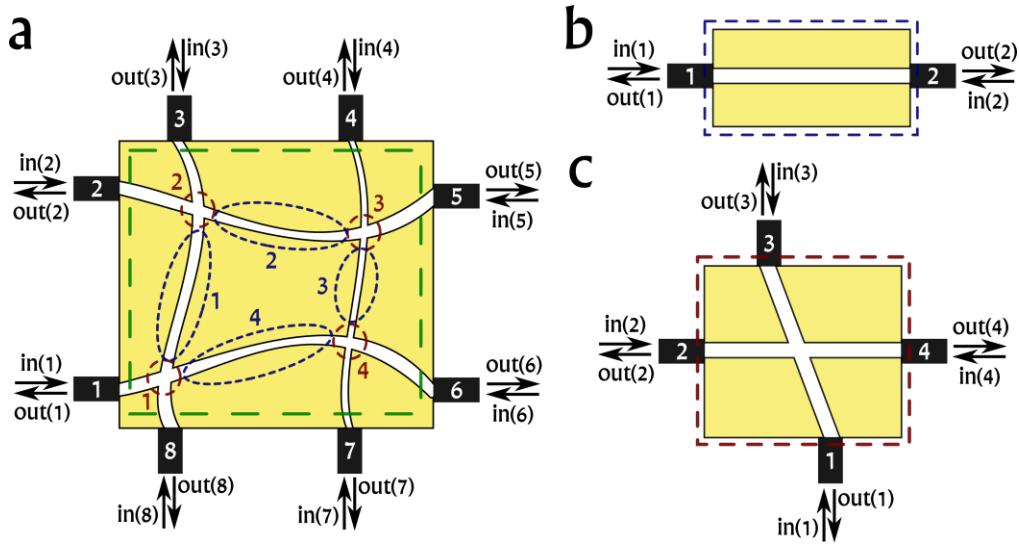 a
in(3)
out(3)
in(4)
out(4)
3
4
in(2)
out(2)
2
2
3
5
out(5)
in(5)
2
1
3
4
in(1)
out(1)
1
1
4
6
out(6)
in(6)
8
7
in(8)
out(8)
in(7)
out(7)
b
in(1)
out(1)
1
2
out(2)
in(2)
c
in(3)
out(3)
3
in(2)
out(2)
2
4
out(4)
in(4)
1
out(1)
in(1)